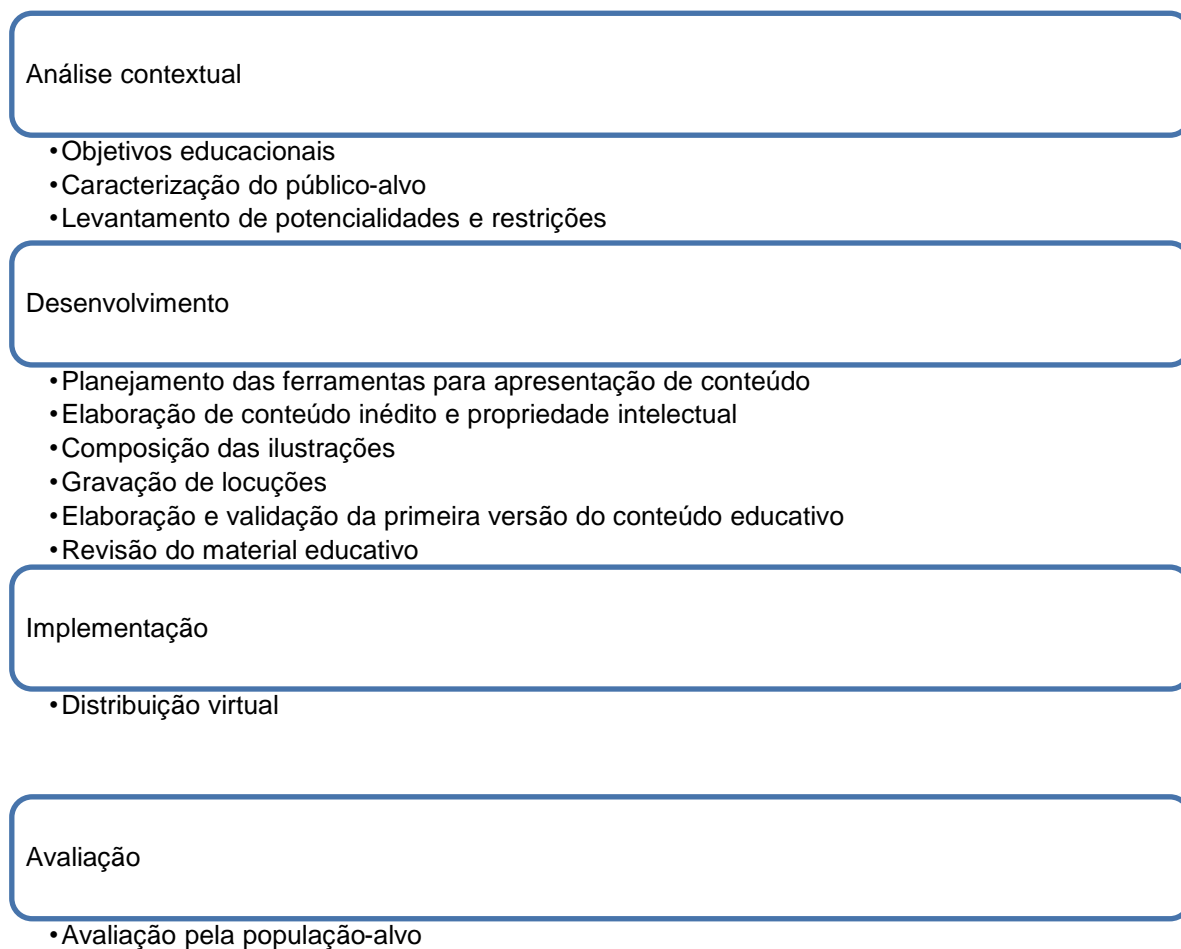 Análise contextual
•Objetivos educacionais
•Caracterização do público-alvo
•Levantamento de potencialidades e restrições
Desenvolvimento
•Planejamento das ferramentas para apresentação de conteúdo
•Elaboração de conteúdo inédito e propriedade intelectual
•Composição das ilustrações
•Gravação de locuções
•Elaboração e validação da primeira versão do conteúdo educativo
•Revisão do material educativo
Implementação
•Distribuição virtual
Avaliação
•Avaliação pela população-alvo